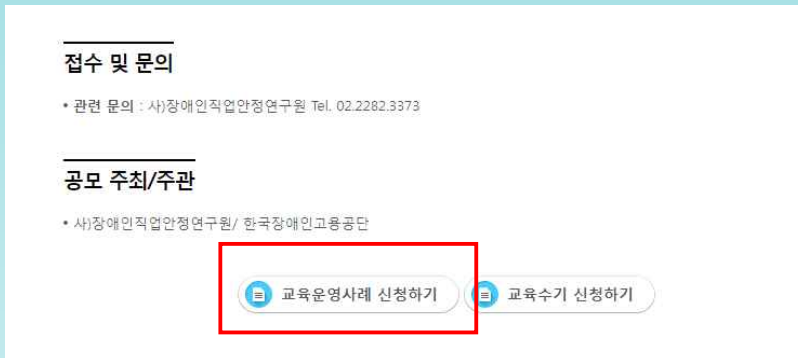 접수 및 문의
• 관련 문의 : 사)장애인직업안정연구원 Tel. 02.2282.3373
공모 주최/주관
• 사)장애인직업안정연구원/ 한국장애인고용공단
교육운영사례 신청하기 교육수기 신청하기